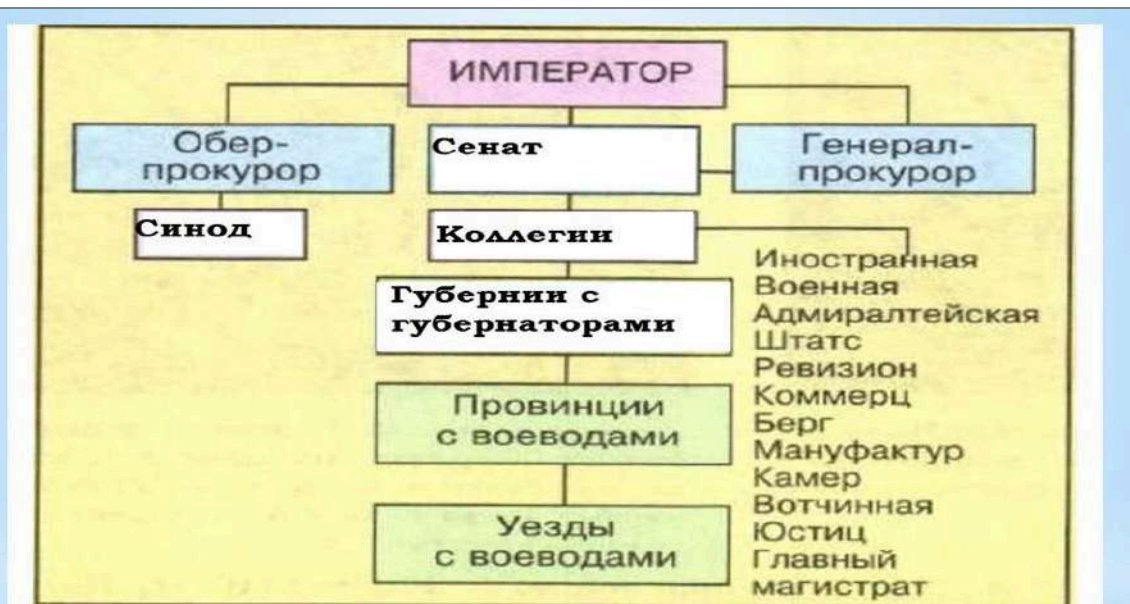 ИМПЕРАТОР
Обер-
прокурор
Сенат
Генерал-
прокурор
Синод
Коллегии
Губернии с
губернаторами
Провинции
с воеводами
Уезды
с воеводами
Иностранная
Военная
Адмиралтейская
Штатс
Ревизион
Коммерц
Берг
Мануфактур
Камер
Вотчинная
Юстиц
Главный
магистрат